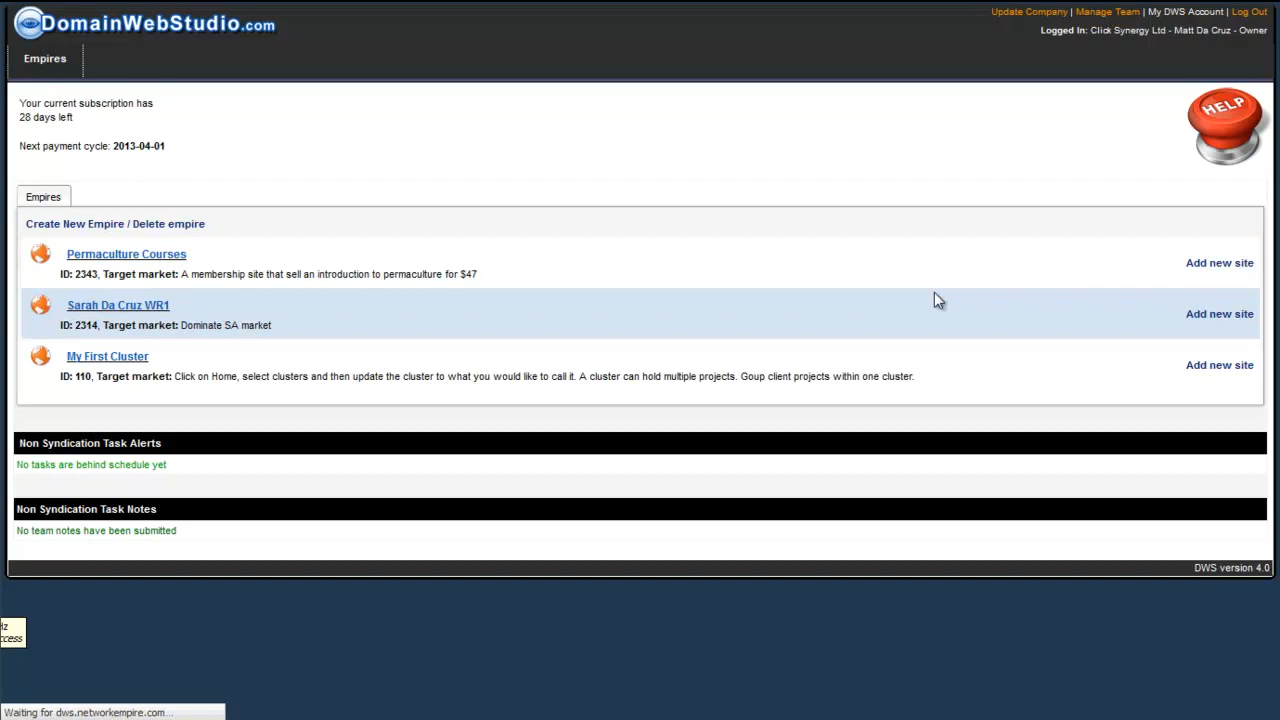 DomainWebStudio.com
Update Company | Manage Team | My DWS Account | Log Out
Logged In: Click Synergy Ltd - Matt Da Cruz - Owner
Empires
Your current subscription has
28 days left
HELP
Next payment cycle: 2013-04-01
Empires
Create New Empire / Delete empire
Permaculture Courses
ID: 2343, Target market: A membership site that sell an introduction to permaculture for $47
Add new site
Sarah Da Cruz WR1
ID: 2314, Target market: Dominate SA market
Add new site
My First Cluster
ID: 110, Target market: Click on Home, select clusters and then update the cluster to what you would like to call it. A cluster can hold multiple projects. Goup client projects within one cluster.
Add new site
Non Syndication Task Alerts
No tasks are behind schedule yet
Non Syndication Task Notes
No team notes have been submitted
DWS version 4.0
Hz
ccess
Waiting for dws.networkempire.com...